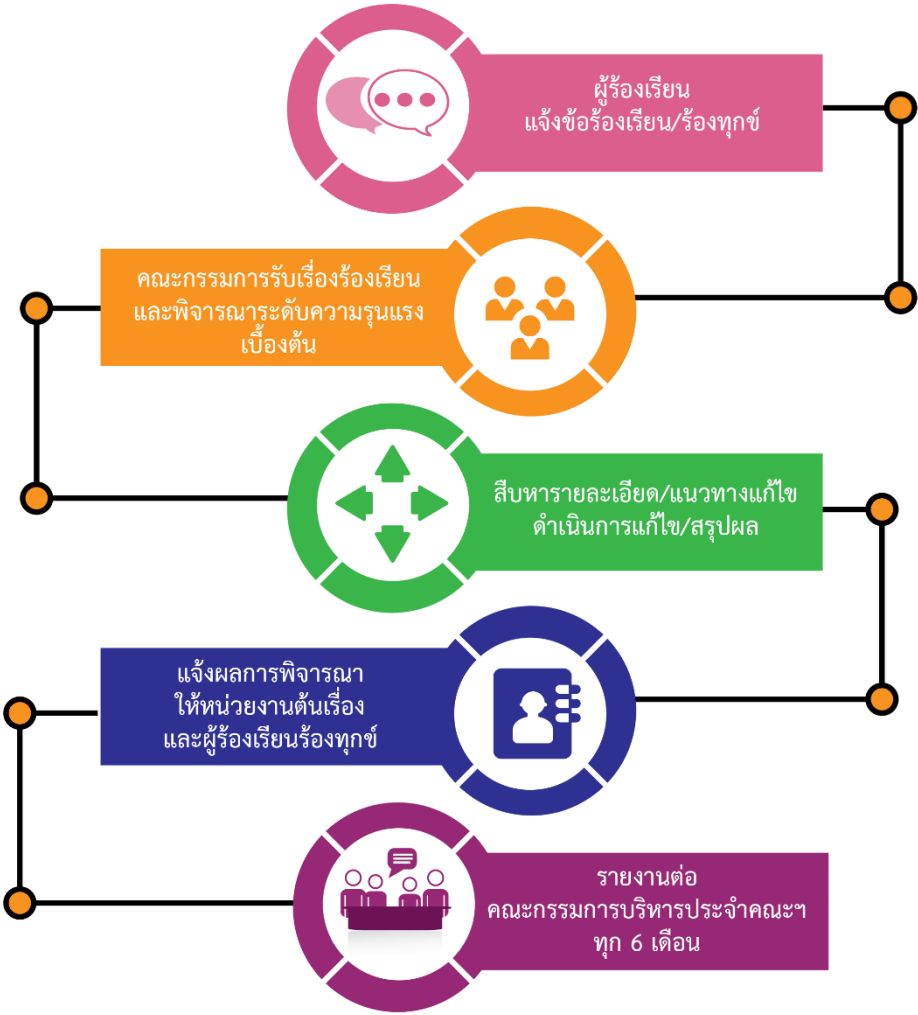 ผู้ร้องเรียน
แจ้งข้อร้องเรียน/ร้องทุกข์
คณะกรรมการรับเรื่องร้องเรียน
และพิจารณาระดับความรุนแรง
เบื้องต้น
สืบหารายละเอียด/แนวทางแก้ไข
ดำเนินการแก้ไข/สรุปผล
แจ้งผลการพิจารณา
ให้หน่วยงานต้นเรื่อง
และผู้ร้องเรียนร้องทุกข์
รายงานต่อ
คณะกรรมการบริหารประจำคณะฯ
ทุก 6 เดือน